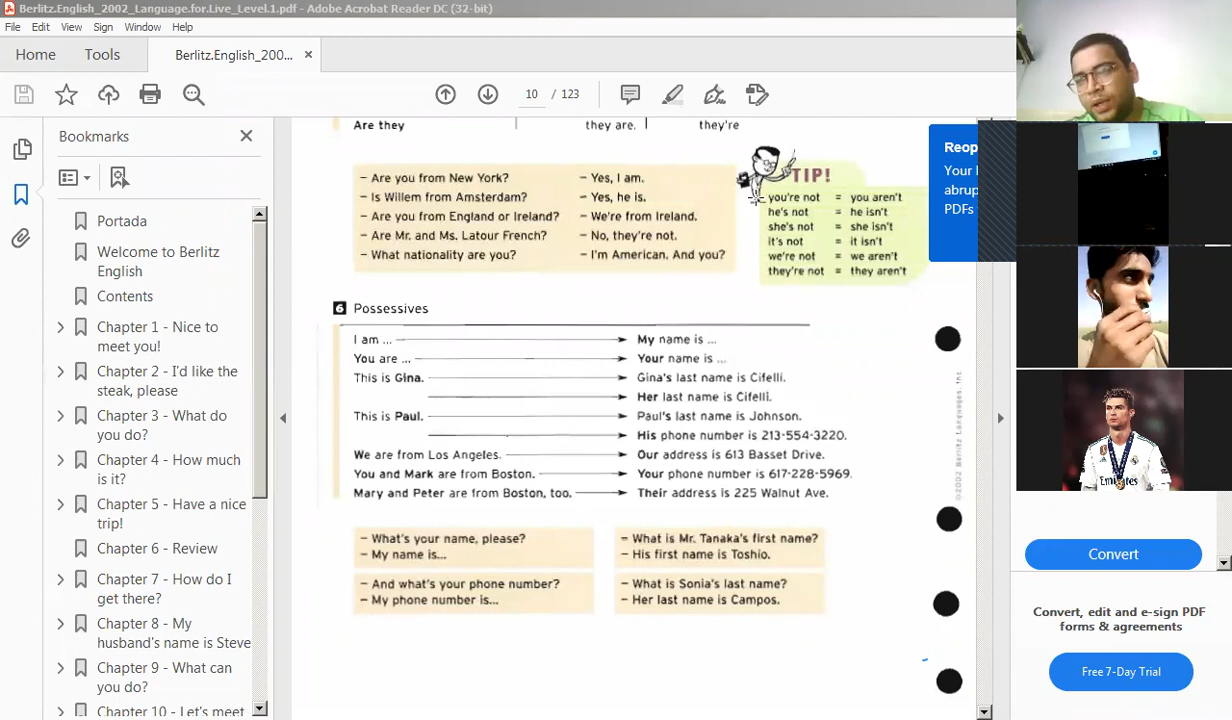 Berlitz.English_2002_Language.for.Live_Level.1.pdf - Adobe Acrobat Reader DC (32-bit)
File Edit View Sign Window Help
Home Tools Berlitz.English_200... ×
10 / 123
Bookmarks
Portada
Welcome to Berlitz
English
Contents
Chapter 1 - Nice to
meet you!
Chapter 2 - I'd like the
steak, please
Chapter 3 - What do
you do?
Chapter 4 - How much
is it?
Chapter 5 - Have a nice
trip!
Chapter 6 - Review
Chapter 7 - How do I
get there?
Chapter 8 - My
husband's name is Steve
Chapter 9 - What can
you do?
Chapter 10 - Let's meet
Are they they are. they're
– Are you from New York? – Yes, I am.
– Is Willem from Amsterdam? – Yes, he is.
– Are you from England or Ireland? – We're from Ireland.
– Are Mr. and Ms. Latour French? – No, they're not.
– What nationality are you? – I'm American. And you?
TIP!
you're not = you aren't
he's not = he isn't
she's not = she isn't
it's not = it isn't
we're not = we aren't
they're not = they aren't
Reop
Your l
abrup
PDFs
6 Possessives
I am ... My name is ...
You are ... Your name is ...
This is Gina. Gina's last name is Cifelli.
Her last name is Cifelli.
This is Paul. Paul's last name is Johnson.
His phone number is 213-554-3220.
We are from Los Angeles. Our address is 613 Basset Drive.
You and Mark are from Boston. Your phone number is 617-228-5969.
Mary and Peter are from Boston, too. Their address is 225 Walnut Ave.
– What's your name, please?
– My name is...
– What is Mr. Tanaka's first name?
– His first name is Toshio.
– And what's your phone number?
– My phone number is...
– What is Sonia's last name?
– Her last name is Campos.
©2002 Berlitz Languages, Inc.
Emirates
Convert
Convert, edit and e-sign PDF
forms & agreements
Free 7-Day Trial